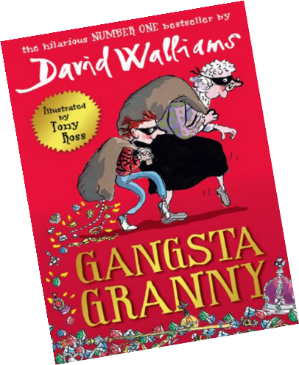 the hilarious NUMBER ONE bestseller by
David Walliams
Illustrated
by
Tony
Ross
GANGSTA
GRANNY